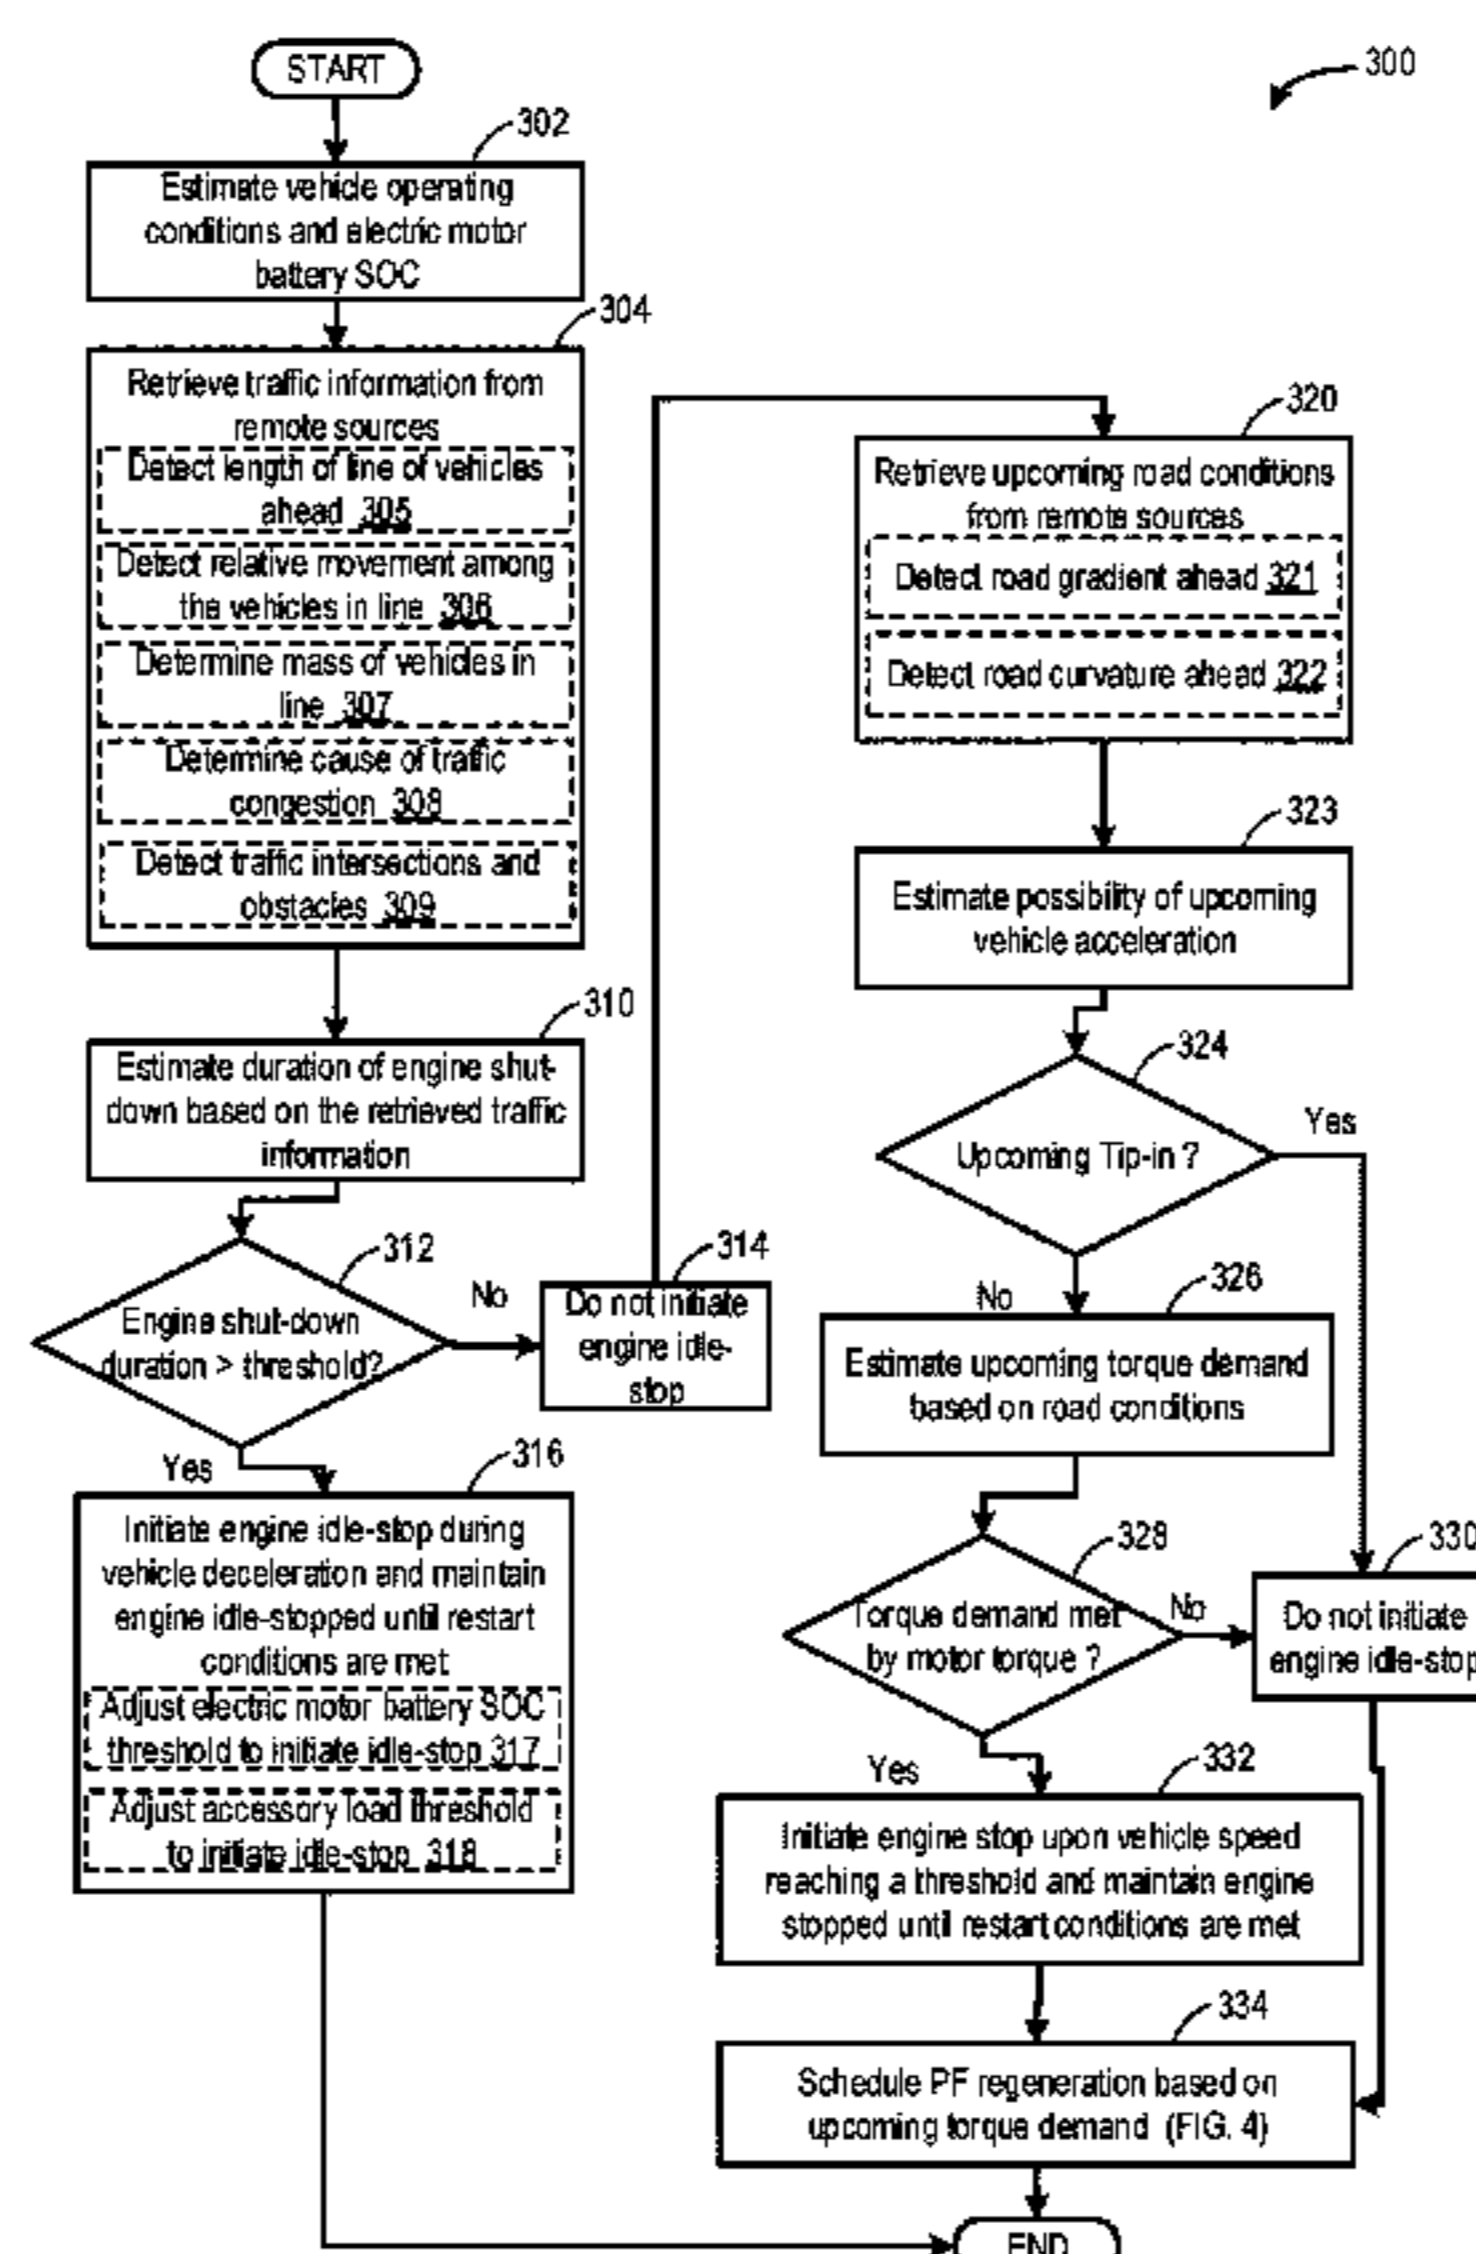 START
300
302
Estimate vehicle operating
conditions and electric motor
battery SOC
304
Retrieve traffic information from
remote sources
Detect length of line of vehicles
ahead 305
Detect relative movement among
the vehicles in line 306
Determine mass of vehicles in
line 307
Determine cause of traffic
congestion 308
Detect traffic intersections and
obstacles 309
310
Estimate duration of engine shut-
down based on the retrieved traffic
information
312
Engine shut-down
duration > threshold?
No
314
Do not initiate
engine idle-
stop
Yes
316
Initiate engine idle-stop during
vehicle deceleration and maintain
engine idle-stopped until restart
conditions are met
Adjust electric motor battery SOC
threshold to initiate idle-stop 317
Adjust accessory load threshold
to initiate idle-stop 318
320
Retrieve upcoming road conditions
from remote sources
Detect road gradient ahead 321
Detect road curvature ahead 322
323
Estimate possibility of upcoming
vehicle acceleration
324
Upcoming Tip-in ?
Yes
No
326
Estimate upcoming torque demand
based on road conditions
328
Torque demand met
by motor torque ?
No
330
Do not initiate
engine idle-stop
Yes
332
Initiate engine stop upon vehicle speed
reaching a threshold and maintain engine
stopped until restart conditions are met
334
Schedule PF regeneration based on
upcoming torque demand (FIG. 4)
END